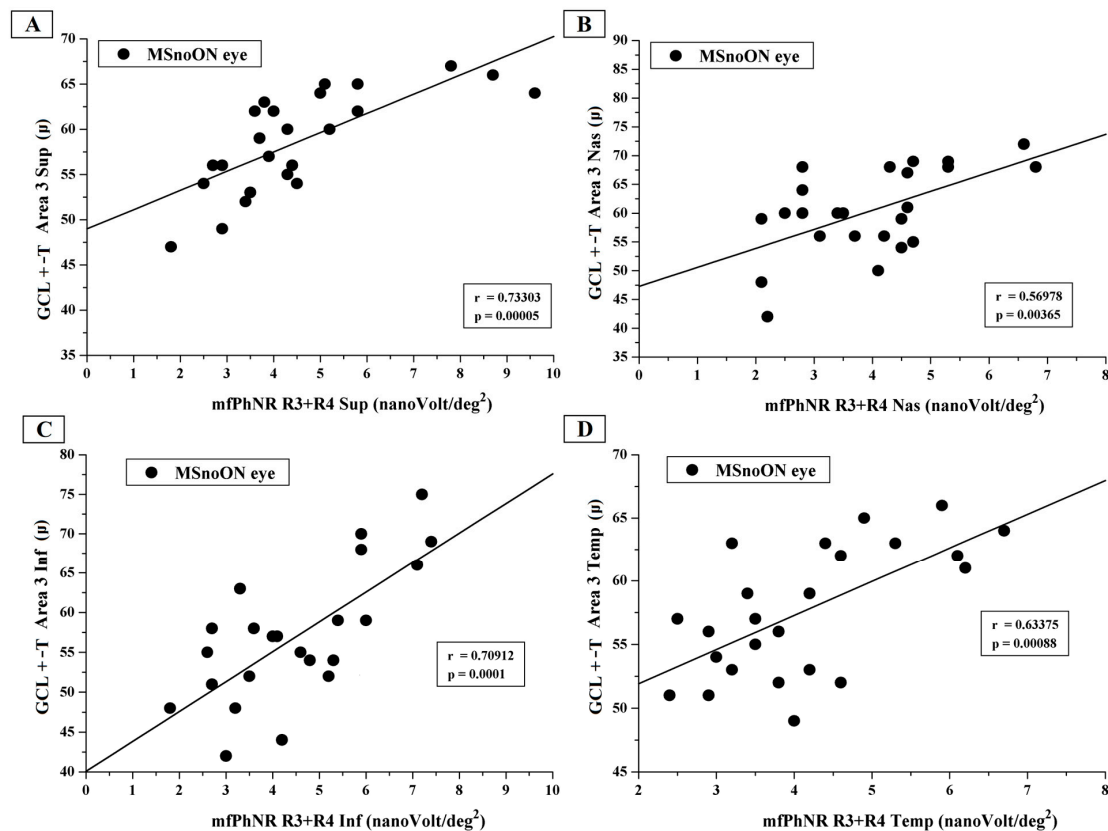 A
MSnoON eye
GCL +-T Area 3 Sup (µ)
70
65
60
55
50
45
40
35
r = 0.73303
p = 0.00005
0 1 2 3 4 5 6 7 8 9 10
mfPhNR R3+R4 Sup (nanoVolt/deg²)
B
MSnoON eye
GCL +-T Area 3 Nas (µ)
90
85
80
75
70
65
60
55
50
45
40
35
r = 0.56978
p = 0.00365
0 1 2 3 4 5 6 7 8
mfPhNR R3+R4 Nas (nanoVolt/deg²)
C
MSnoON eye
GCL +-T Area 3 Inf (µ)
80
75
70
65
60
55
50
45
40
r = 0.70912
p = 0.0001
0 1 2 3 4 5 6 7 8 9 10
mfPhNR R3+R4 Inf (nanoVolt/deg²)
D
MSnoON eye
GCL +-T Area 3 Temp (µ)
70
65
60
55
50
45
r = 0.63375
p = 0.00088
2 3 4 5 6 7 8
mfPhNR R3+R4 Temp (nanoVolt/deg²)